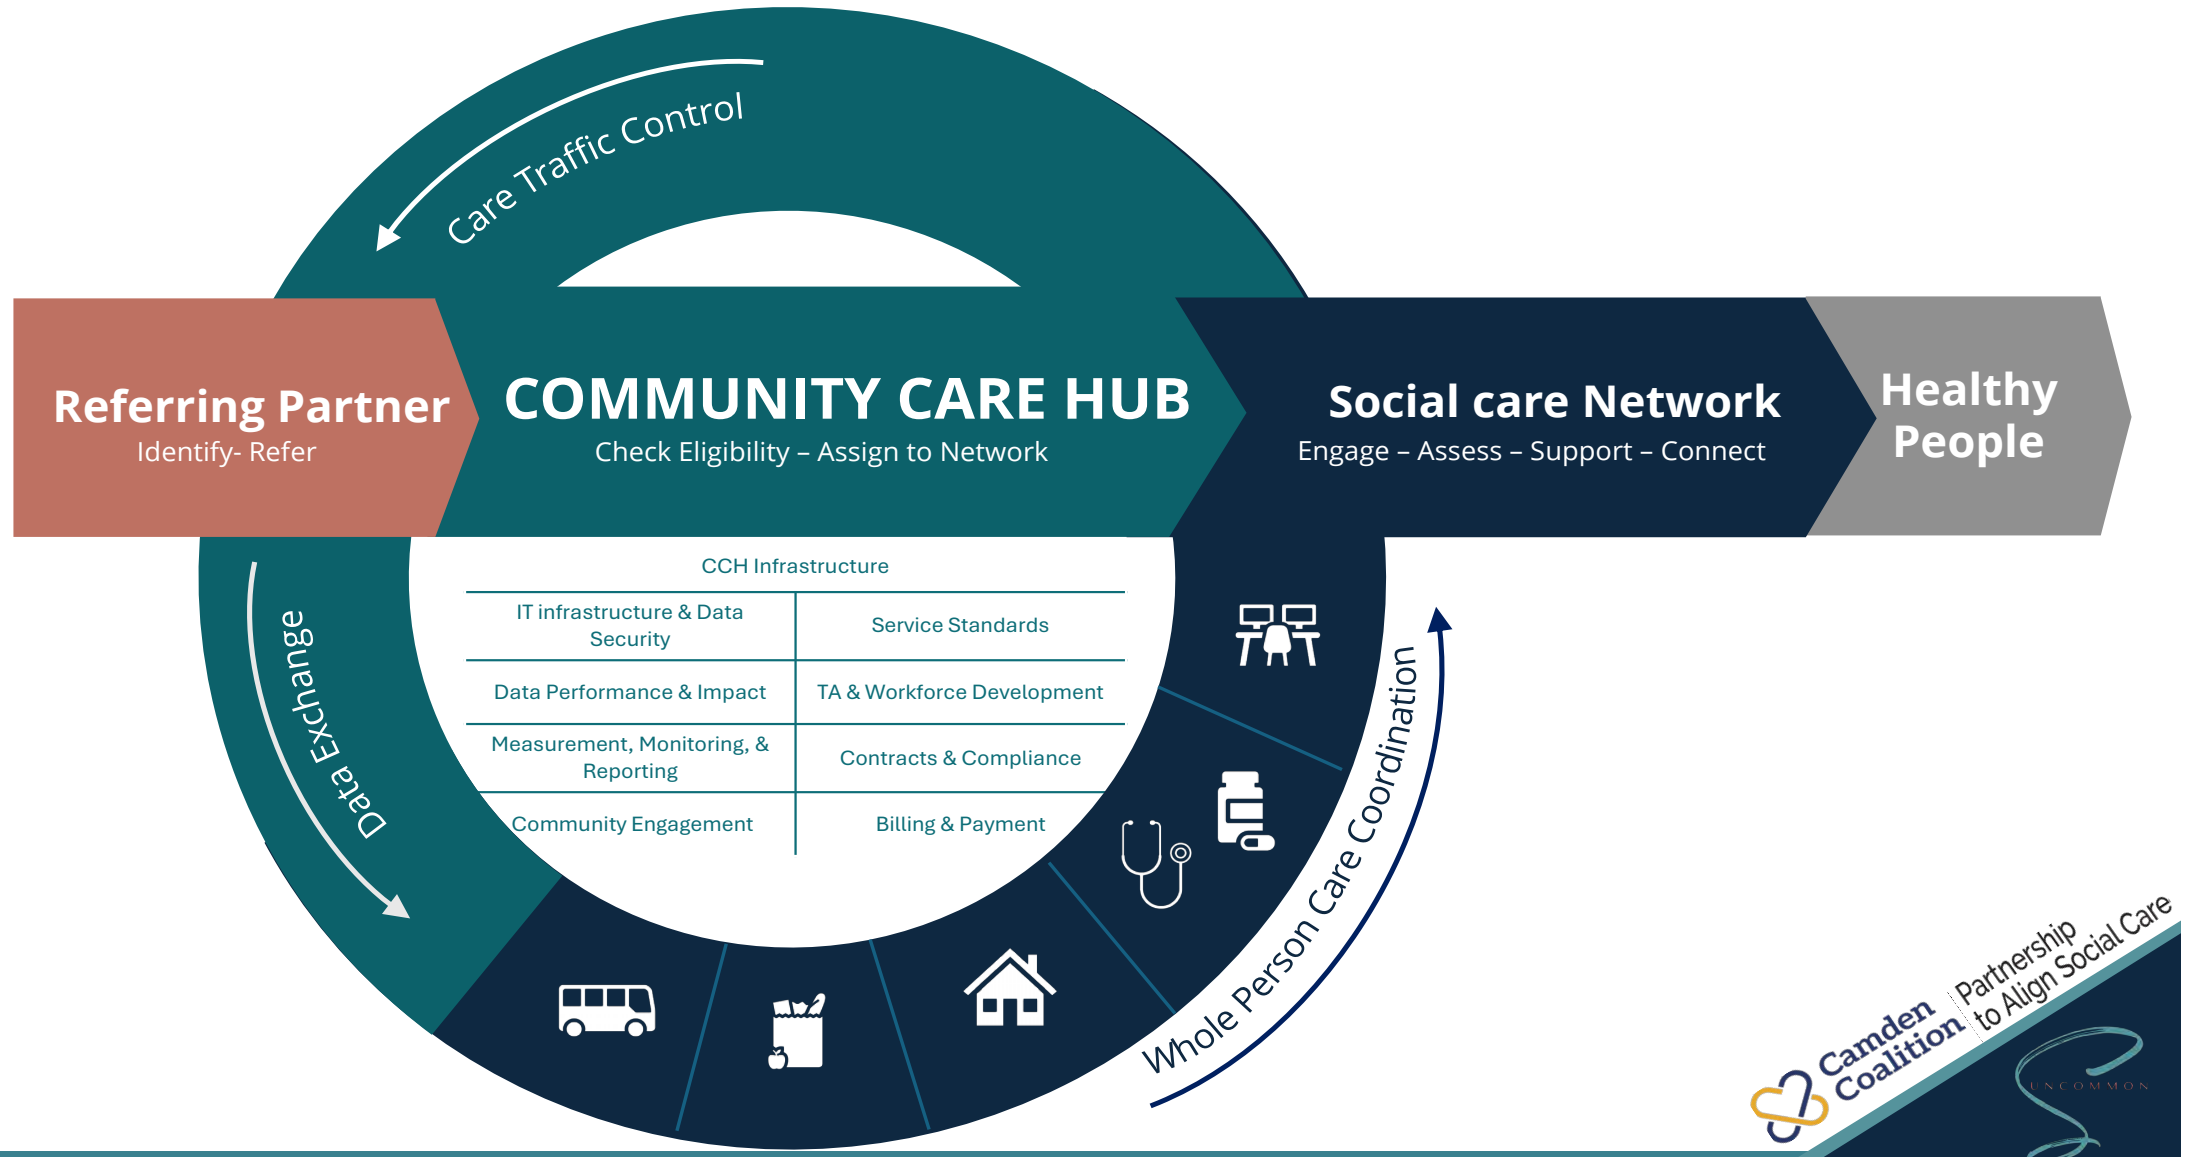 Care Traffic Control
Referring Partner
Identify- Refer
COMMUNITY CARE HUB
Check Eligibility – Assign to Network
Social care Network
Engage – Assess – Support – Connect
Healthy
People
Data Exchange
CCH Infrastructure
IT infrastructure & Data
Security
Service Standards
Data Performance & Impact
TA & Workforce Development
Measurement, Monitoring, &
Reporting
Contracts & Compliance
Community Engagement
Billing & Payment
Whole Person Care Coordination
Camden
Coalition
Partnership
to Align Social Care
UNCOMMON